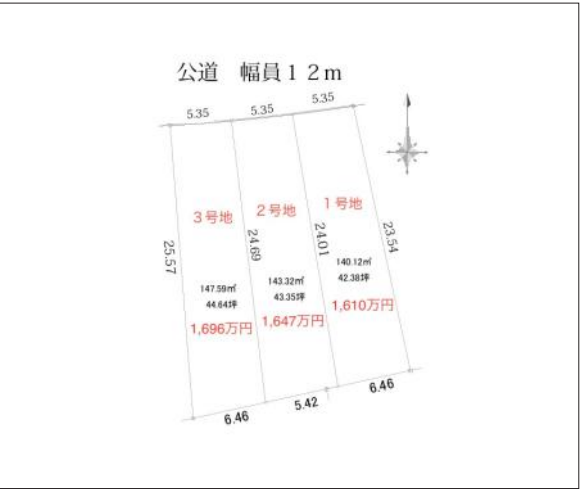 公道　幅員１２ｍ
5.35
5.35
5.35
3号地
2号地
1号地
25.57
24.69
24.01
23.54
147.59㎡
44.64坪
1,696万円
143.32㎡
43.35坪
1,647万円
140.12㎡
42.38坪
1,610万円
6.46
5.42
6.46